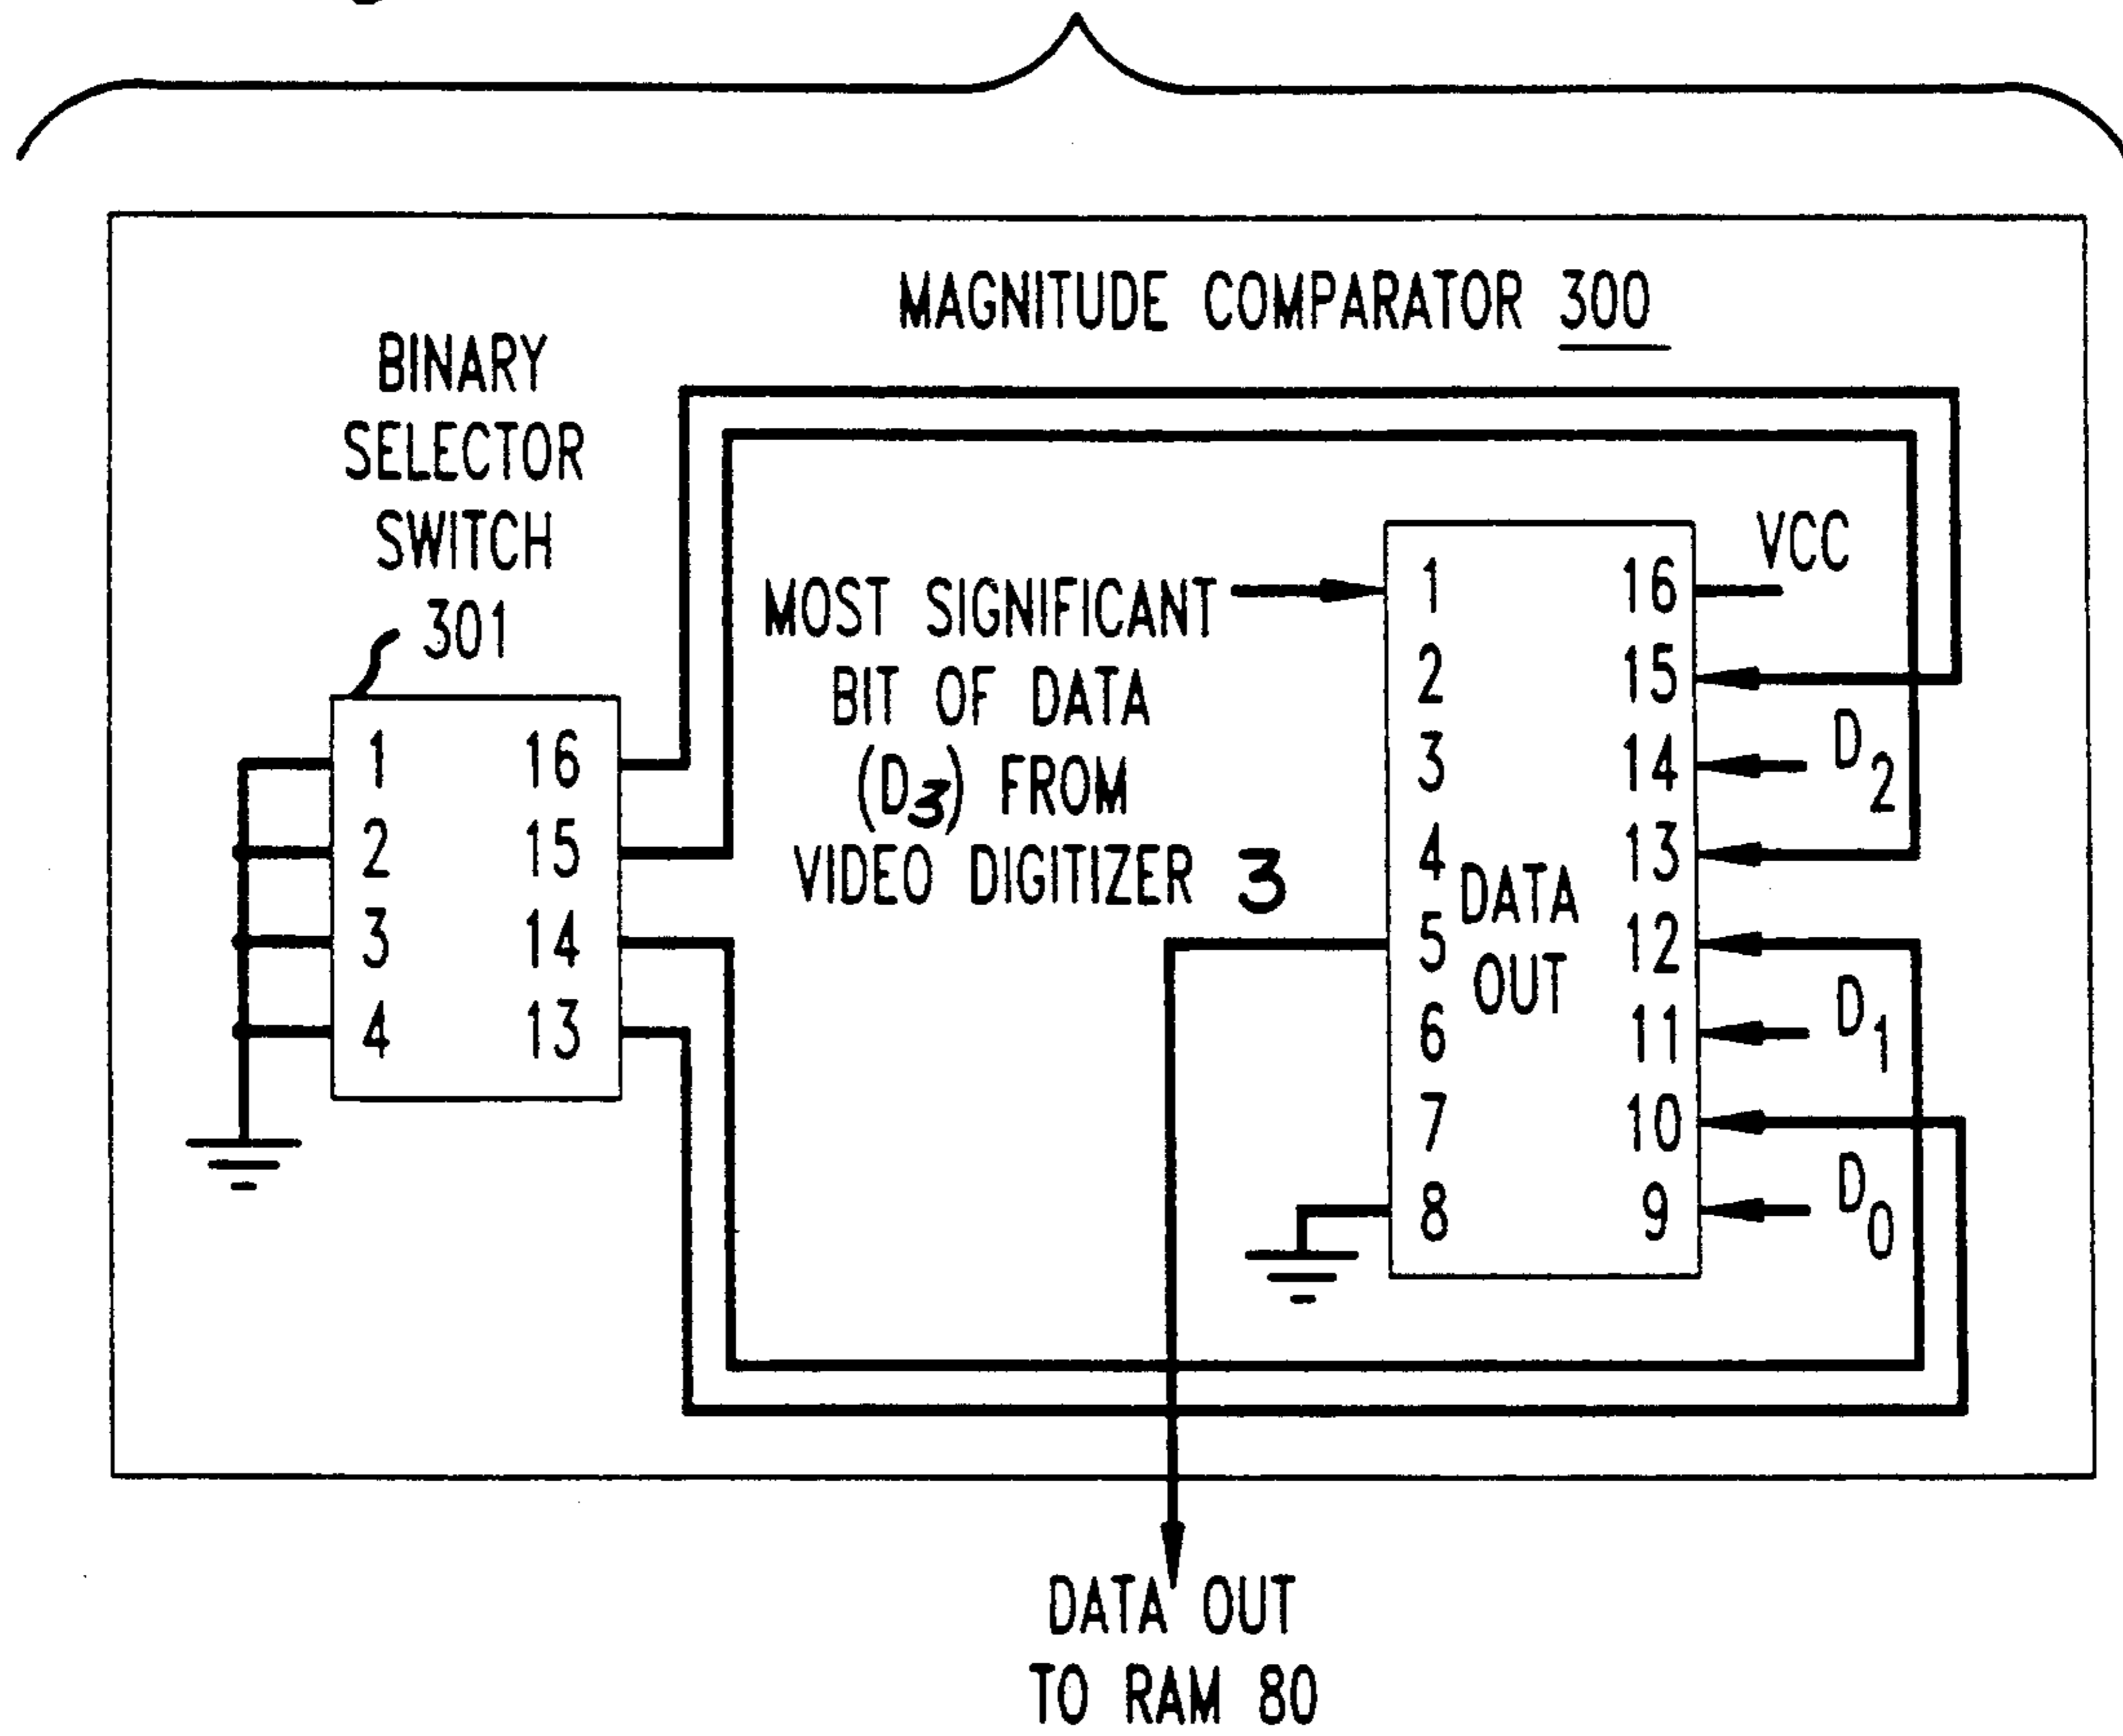 MAGNITUDE COMPARATOR 300
BINARY
SELECTOR
SWITCH
301
1 16
2 15
3 14
4 13
MOST SIGNIFICANT
BIT OF DATA
(D3) FROM
VIDEO DIGITIZER 3
1 16
2 15
3 14
4 13
5 12
6 11
7 10
8 9
DATA
OUT
VCC
D2
D1
D0
DATA OUT
TO RAM 80